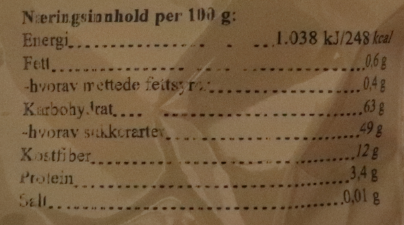 Næringsinnhold per 100 g:
Energi 1.038 kJ/248 kcal
Fett 0,6 g
-hvorav mettede fettsyrer 0,4 g
Karbohydrat 63 g
-hvorav sukkerarter 49 g
Kostfiber 12 g
Protein 3,4 g
Salt 0,01 g